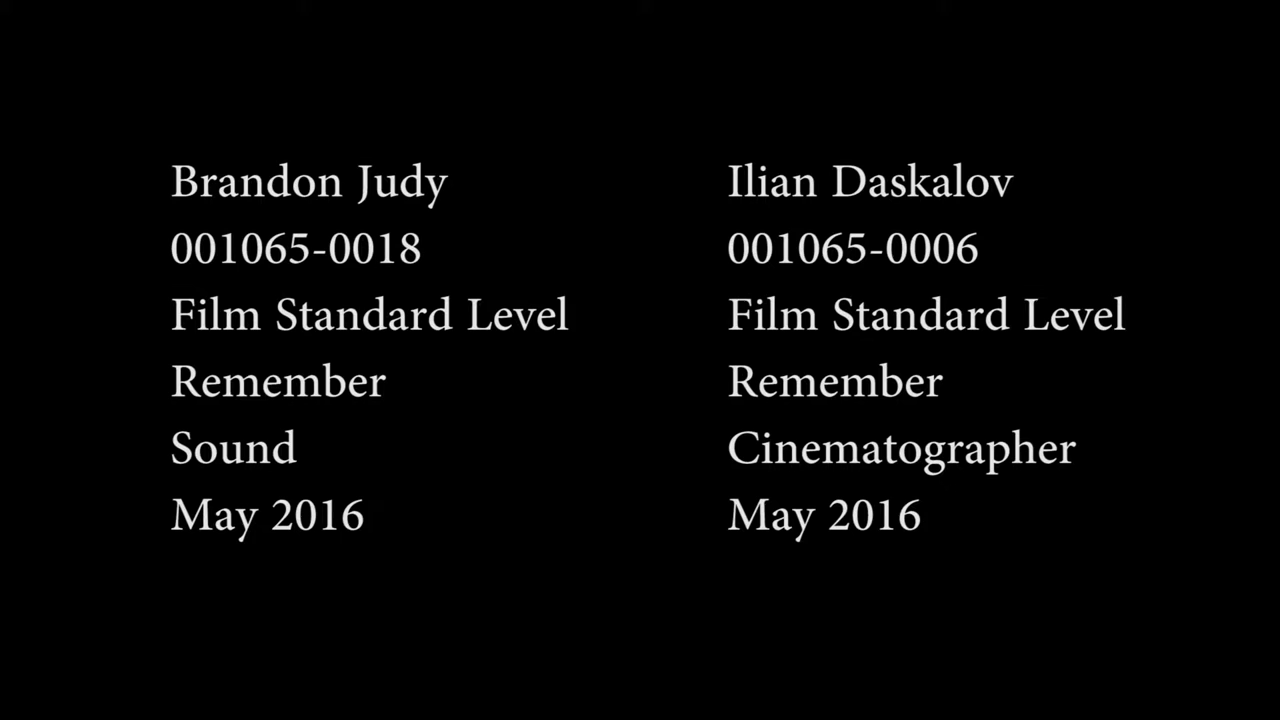 Brandon Judy
001065-0018
Film Standard Level
Remember
Sound
May 2016
Ilian Daskalov
001065-0006
Film Standard Level
Remember
Cinematographer
May 2016